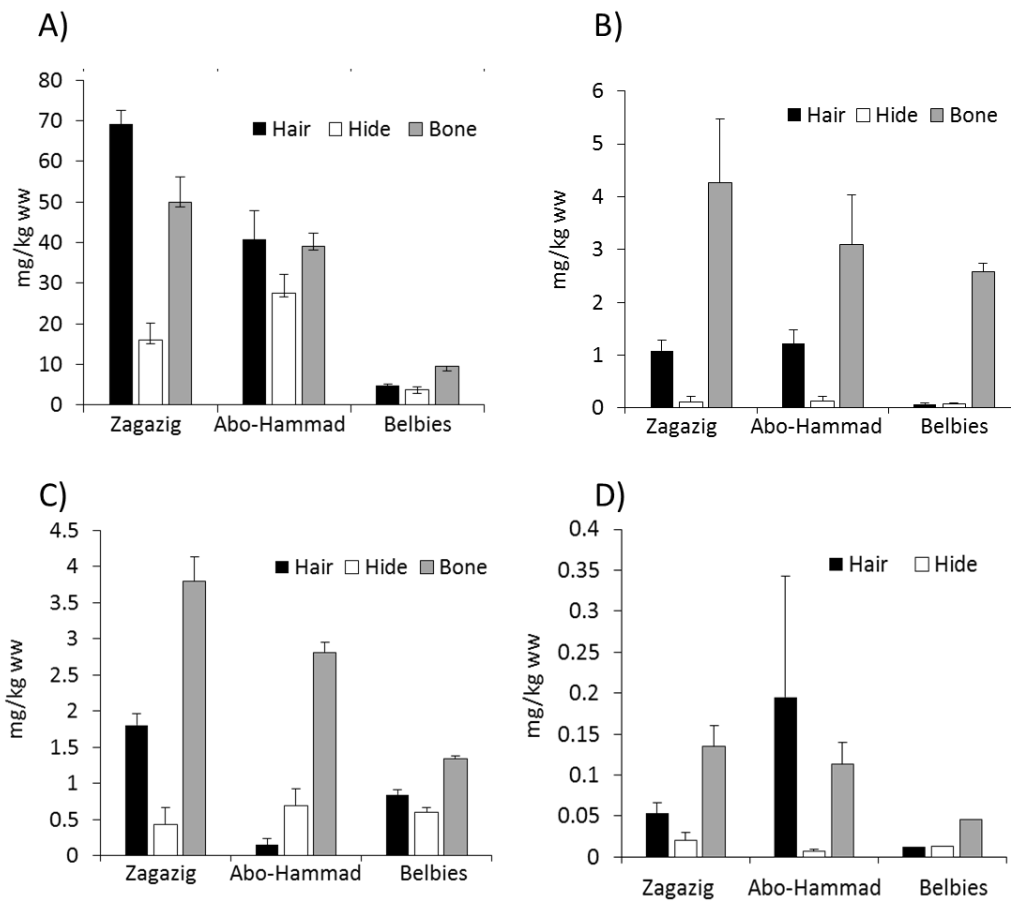 A)
80
70
60
50
40
30
20
10
0
mg/kg ww
Hair Hide Bone
Zagazig Abo-Hammad Belbies
B)
6
5
4
3
2
1
0
mg/kg ww
Hair Hide Bone
Zagazig Abo-Hammad Belbies
C)
4.5
4
3.5
3
2.5
2
1.5
1
0.5
0
mg/kg ww
Hair Hide Bone
Zagazig Abo-Hammad Belbies
D)
0.4
0.35
0.3
0.25
0.2
0.15
0.1
0.05
0
mg/kg ww
Hair Hide
Zagazig Abo-Hammad Belbies